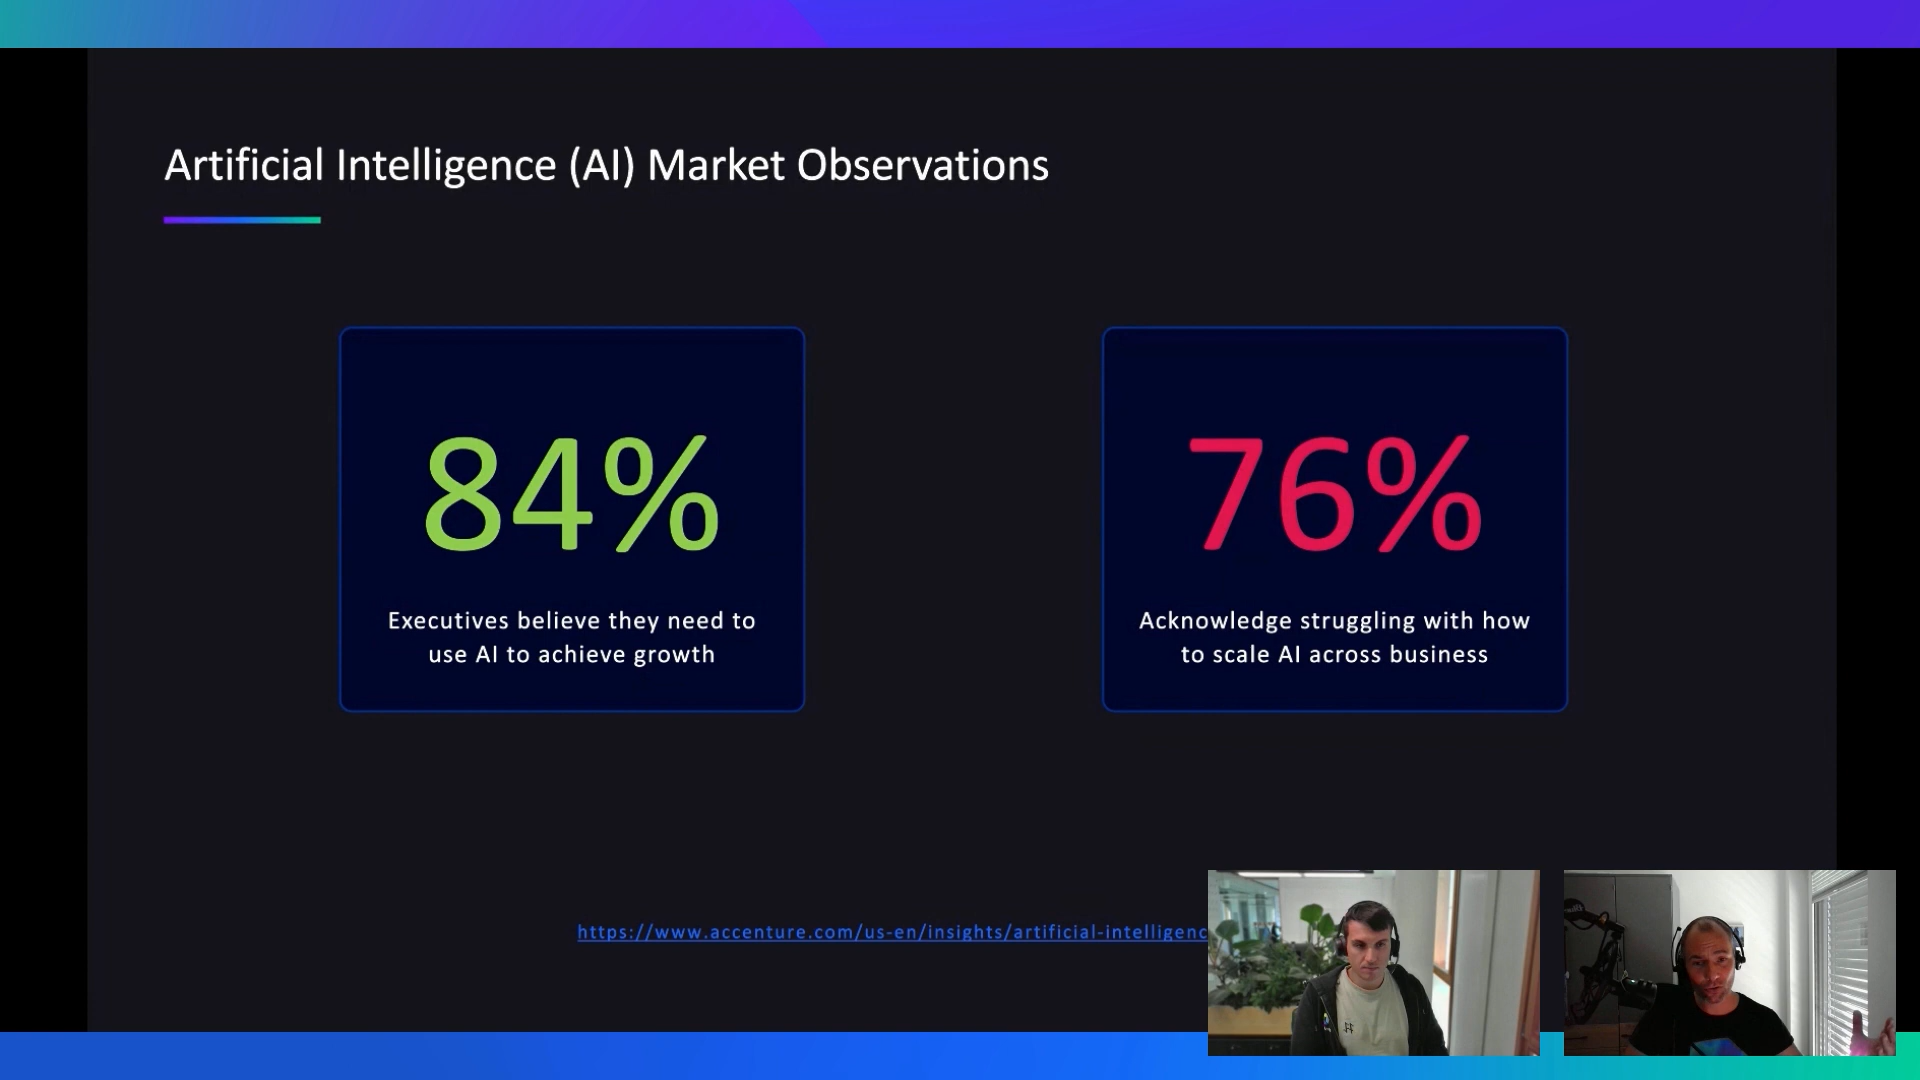 Artificial Intelligence (AI) Market Observations
84%
Executives believe they need to
use AI to achieve growth
76%
Acknowledge struggling with how
to scale AI across business
https://www.accenture.com/us-en/insights/artificial-intelligenc